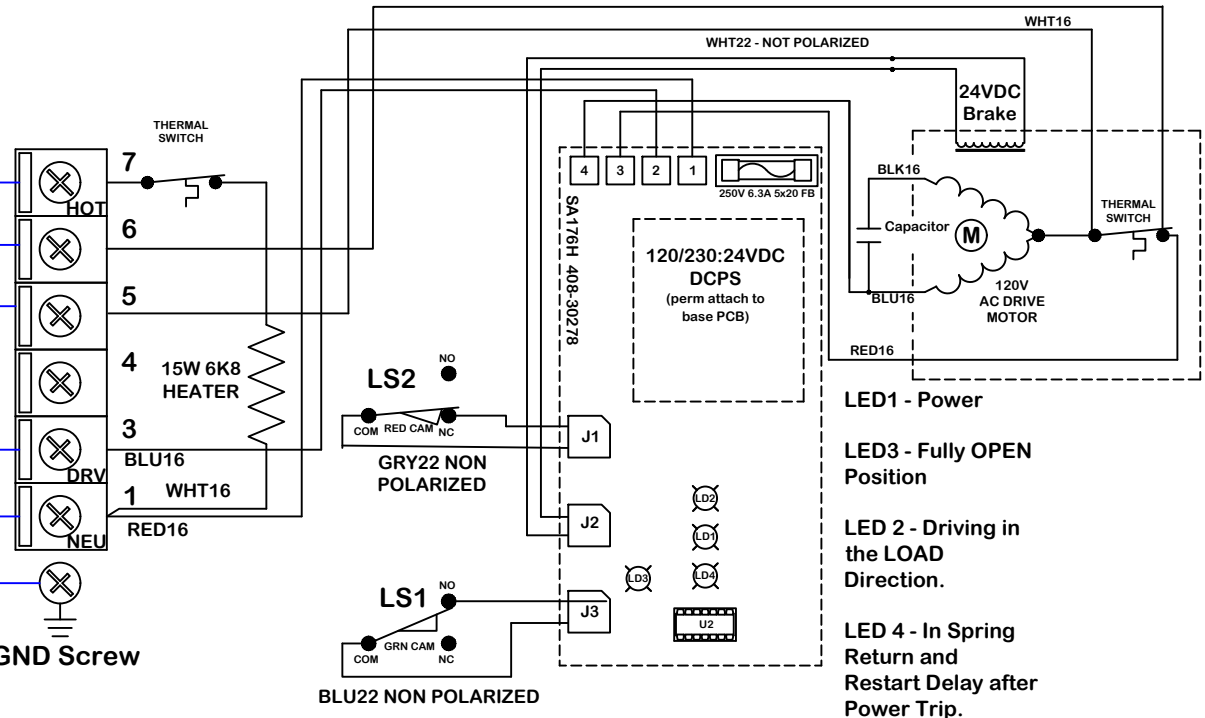 WHT16
WHT22 - NOT POLARIZED
24VDC
Brake
THERMAL
SWITCH
7
HOT
6
5
4
3
BLU16
DRV
1
WHT16
RED16
NEU
GND Screw
15W 6K8
HEATER
4
3
2
1
250V 6.3A 5x20 FB
SA176H 408-30278
120/230:24VDC
DCPS
(perm attach to
base PCB)
BLK16
Capacitor
M
BLU16
120V
AC DRIVE
MOTOR
THERMAL
SWITCH
RED16
LS2
NO
COM
RED CAM
NC
GRY22 NON
POLARIZED
J1
J2
J3
LD2
LD1
LD3
LD4
U2
LS1
NO
COM
GRN CAM
NC
BLU22 NON POLARIZED
LED1 - Power
LED3 - Fully OPEN
Position
LED 2 - Driving in
the LOAD
Direction.
LED 4 - In Spring
Return and
Restart Delay after
Power Trip.